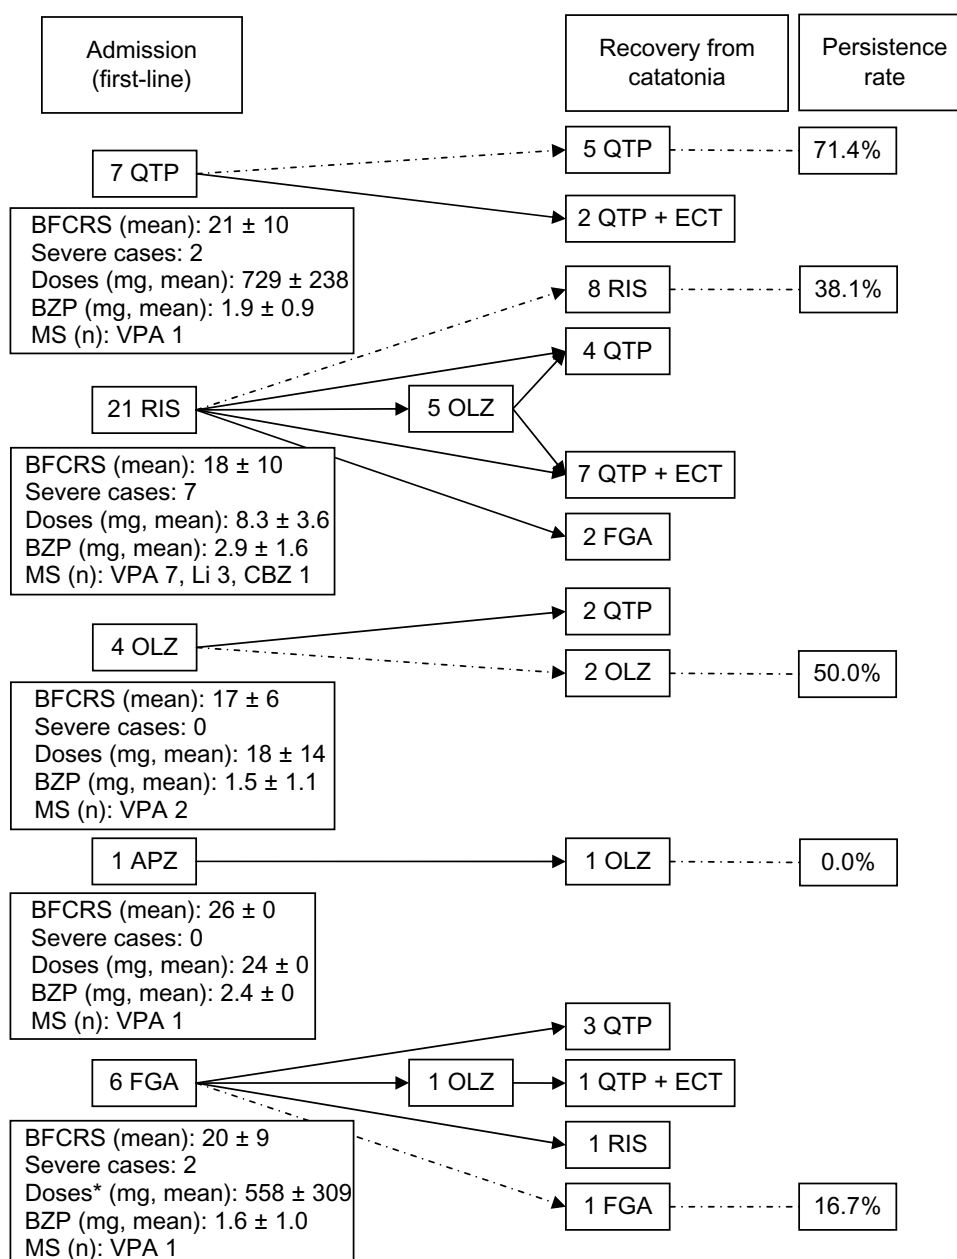 Admission
(first-line)
Recovery from
catatonia
Persistence
rate
7 QTP
5 QTP
71.4%
2 QTP + ECT
BFCRS (mean): 21 ± 10
Severe cases: 2
Doses (mg, mean): 729 ± 238
BZP (mg, mean): 1.9 ± 0.9
MS (n): VPA 1
8 RIS
38.1%
4 QTP
21 RIS
5 OLZ
7 QTP + ECT
2 FGA
BFCRS (mean): 18 ± 10
Severe cases: 7
Doses (mg, mean): 8.3 ± 3.6
BZP (mg, mean): 2.9 ± 1.6
MS (n): VPA 7, Li 3, CBZ 1
2 QTP
4 OLZ
2 OLZ
50.0%
BFCRS (mean): 17 ± 6
Severe cases: 0
Doses (mg, mean): 18 ± 14
BZP (mg, mean): 1.5 ± 1.1
MS (n): VPA 2
1 APZ
1 OLZ
0.0%
BFCRS (mean): 26 ± 0
Severe cases: 0
Doses (mg, mean): 24 ± 0
BZP (mg, mean): 2.4 ± 0
MS (n): VPA 1
3 QTP
6 FGA
1 OLZ
1 QTP + ECT
1 RIS
1 FGA
16.7%
BFCRS (mean): 20 ± 9
Severe cases: 2
Doses* (mg, mean): 558 ± 309
BZP (mg, mean): 1.6 ± 1.0
MS (n): VPA 1